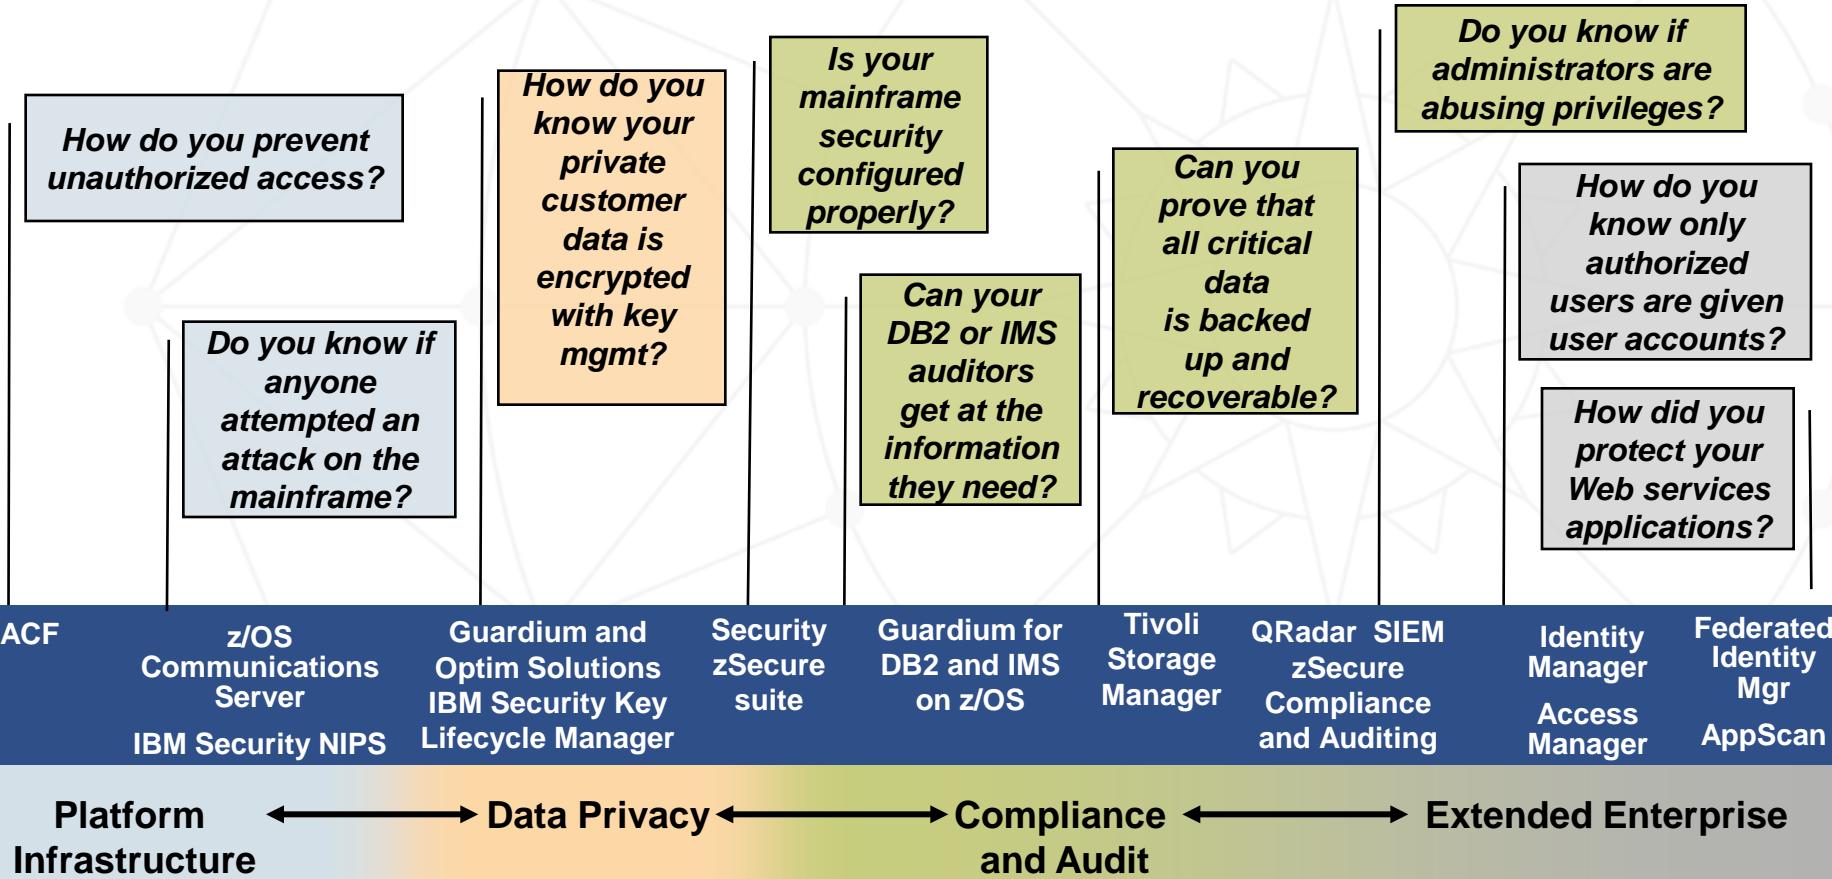 How do you prevent
unauthorized access?
Do you know if
anyone
attempted an
attack on the
mainframe?
How do you
know your
private
customer
data is
encrypted
with key
mgmt?
Is your
mainframe
security
configured
properly?
Can your
DB2 or IMS
auditors
get at the
information
they need?
Can you
prove that
all critical
data
is backed
up and
recoverable?
Do you know if
administrators are
abusing privileges?
How do you
know only
authorized
users are given
user accounts?
How did you
protect your
Web services
applications?
ACF
z/OS
Communications
Server
IBM Security NIPS
Guardium and
Optim Solutions
IBM Security Key
Lifecycle Manager
Security
zSecure
suite
Guardium for
DB2 and IMS
on z/OS
Tivoli
Storage
Manager
QRadar SIEM
zSecure
Compliance
and Auditing
Identity
Manager
Access
Manager
Federated
Identity
Mgr
AppScan
Platform
Infrastructure
Data Privacy
Compliance
and Audit
Extended Enterprise